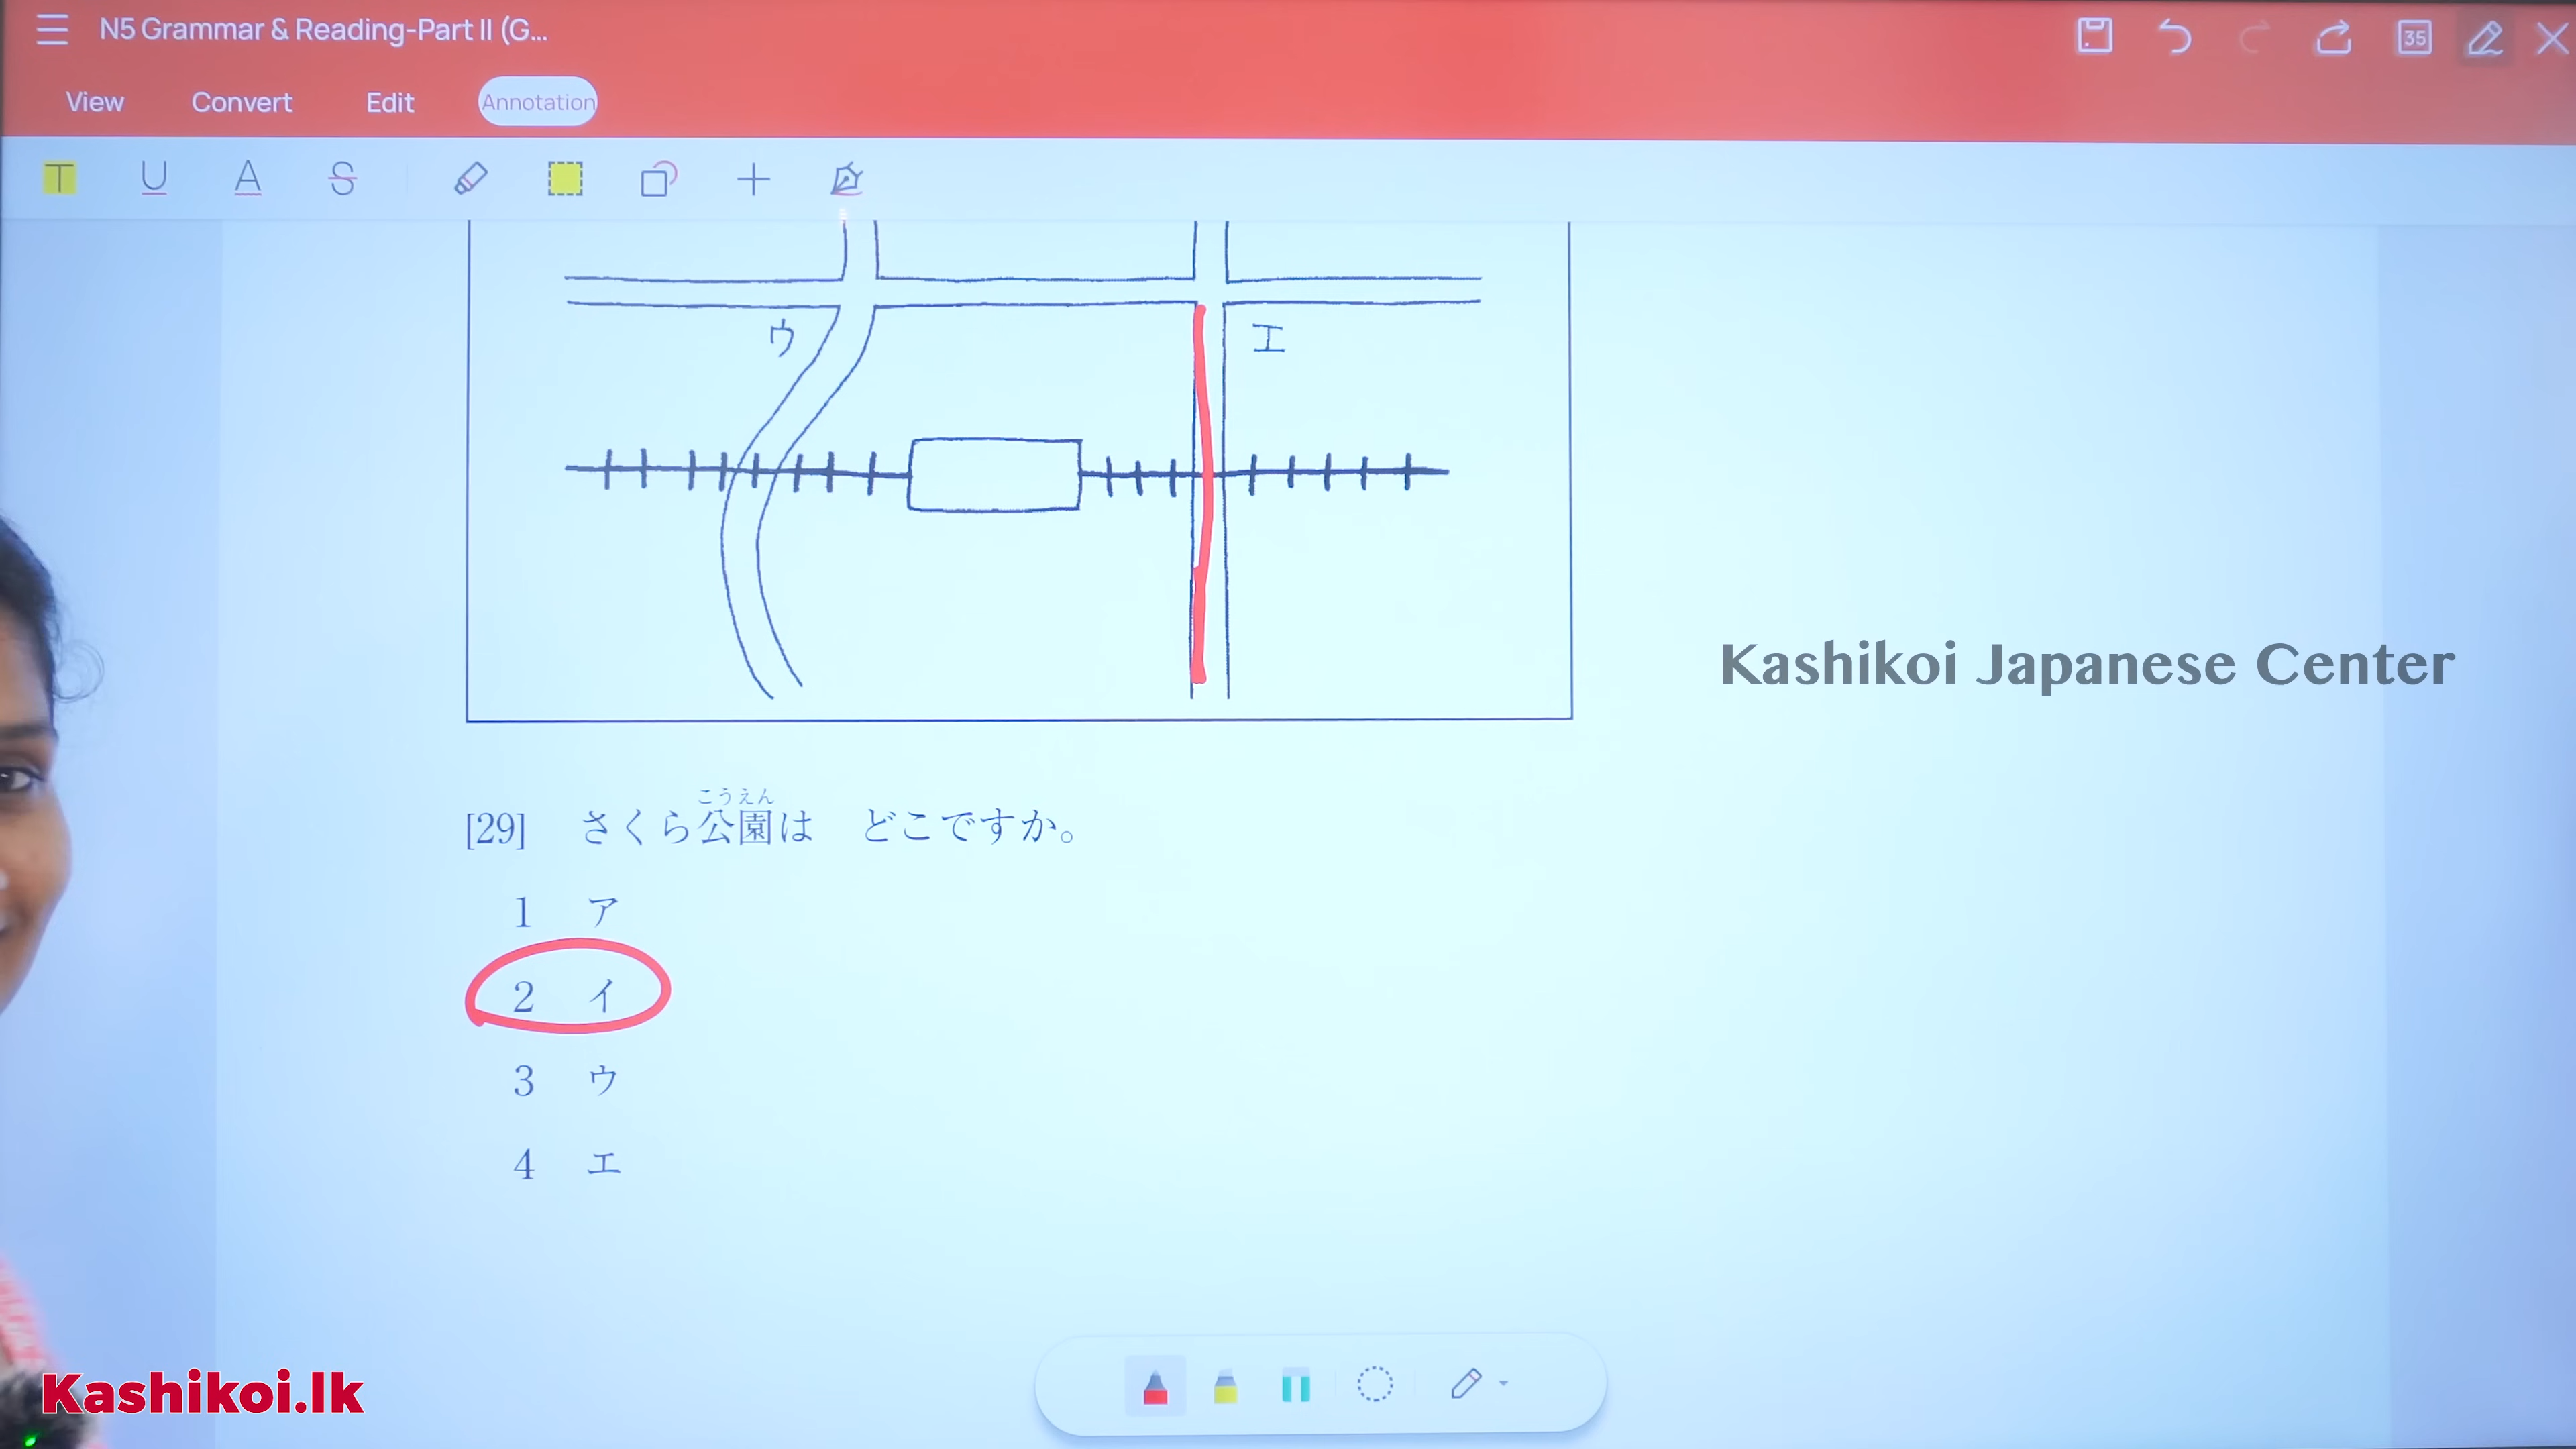 N5 Grammar & Reading-Part II (G...
35
View Convert Edit Annotation
T U A S
ウ エ
Kashikoi Japanese Center
こうえん
[29] さくら公園は どこですか。
1 ア
2 イ
3 ウ
4 エ
Kashikoi.lk